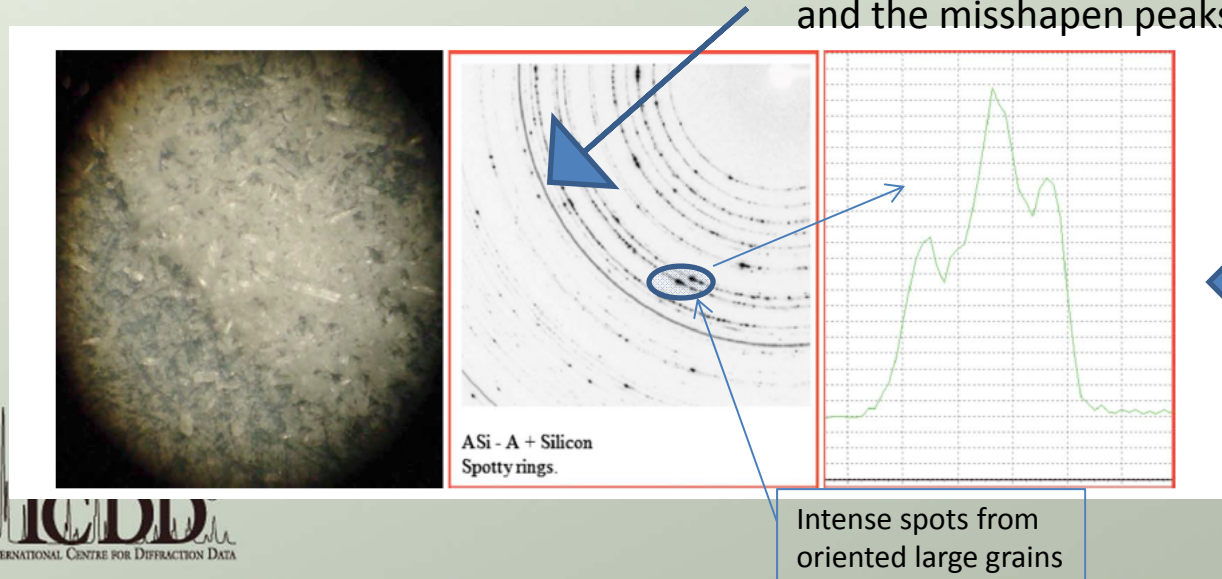 and the misshapen peaks
ASi - A + Silicon
Spotty rings.
Intense spots from
oriented large grains
ICDD
CENTRE FOR DIFFRACTION DATA